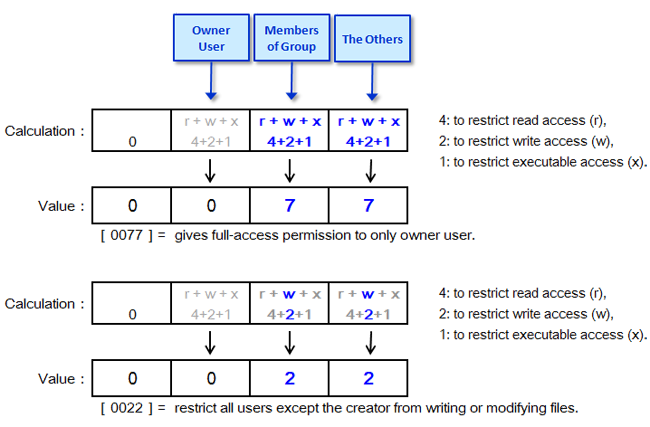 Owner User
Members of Group
The Others
Calculation :
0
r + w + x
4+2+1
r + w + x
4+2+1
r + w + x
4+2+1
4: to restrict read access (r),
2: to restrict write access (w),
1: to restrict executable access (x).
Value :
0
0
7
7
[ 0077 ] = gives full-access permission to only owner user.
Calculation :
0
r + w + x
4+2+1
r + w + x
4+2+1
r + w + x
4+2+1
4: to restrict read access (r),
2: to restrict write access (w),
1: to restrict executable access (x).
Value :
0
0
2
2
[ 0022 ] = restrict all users except the creator from writing or modifying files.